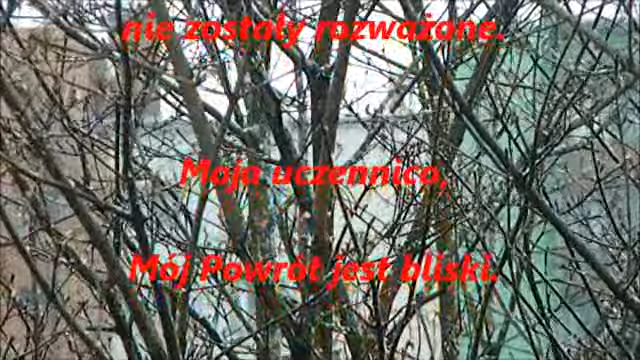 nie zostały rozważone.
Moja uczennico,
Mój Powrót jest bliski.